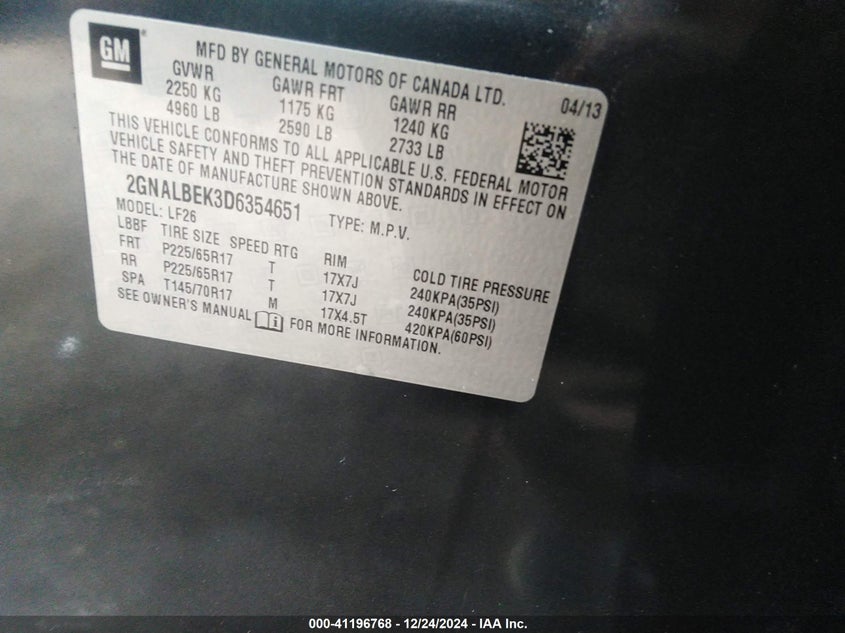 GM
MFD BY GENERAL MOTORS OF CANADA LTD.
04/13
GVWR GAWR FRT GAWR RR
2250 KG 1175 KG 1240 KG
4960 LB 2590 LB 2733 LB
THIS VEHICLE CONFORMS TO ALL APPLICABLE U.S. FEDERAL MOTOR
VEHICLE SAFETY AND THEFT PREVENTION STANDARDS IN EFFECT ON
THE DATE OF MANUFACTURE SHOWN ABOVE.
2GNALBEK3D6354651 TYPE: M.P.V.
MODEL: LF26
LBBF TIRE SIZE SPEED RTG RIM COLD TIRE PRESSURE
FRT P225/65R17 T 17X7J 240KPA(35PSI)
RR P225/65R17 T 17X7J 240KPA(35PSI)
SPA T145/70R17 M 17X4.5T 420KPA(60PSI)
SEE OWNER'S MANUAL i FOR MORE INFORMATION.
000-41196768 - 12/24/2024 - IAA Inc.